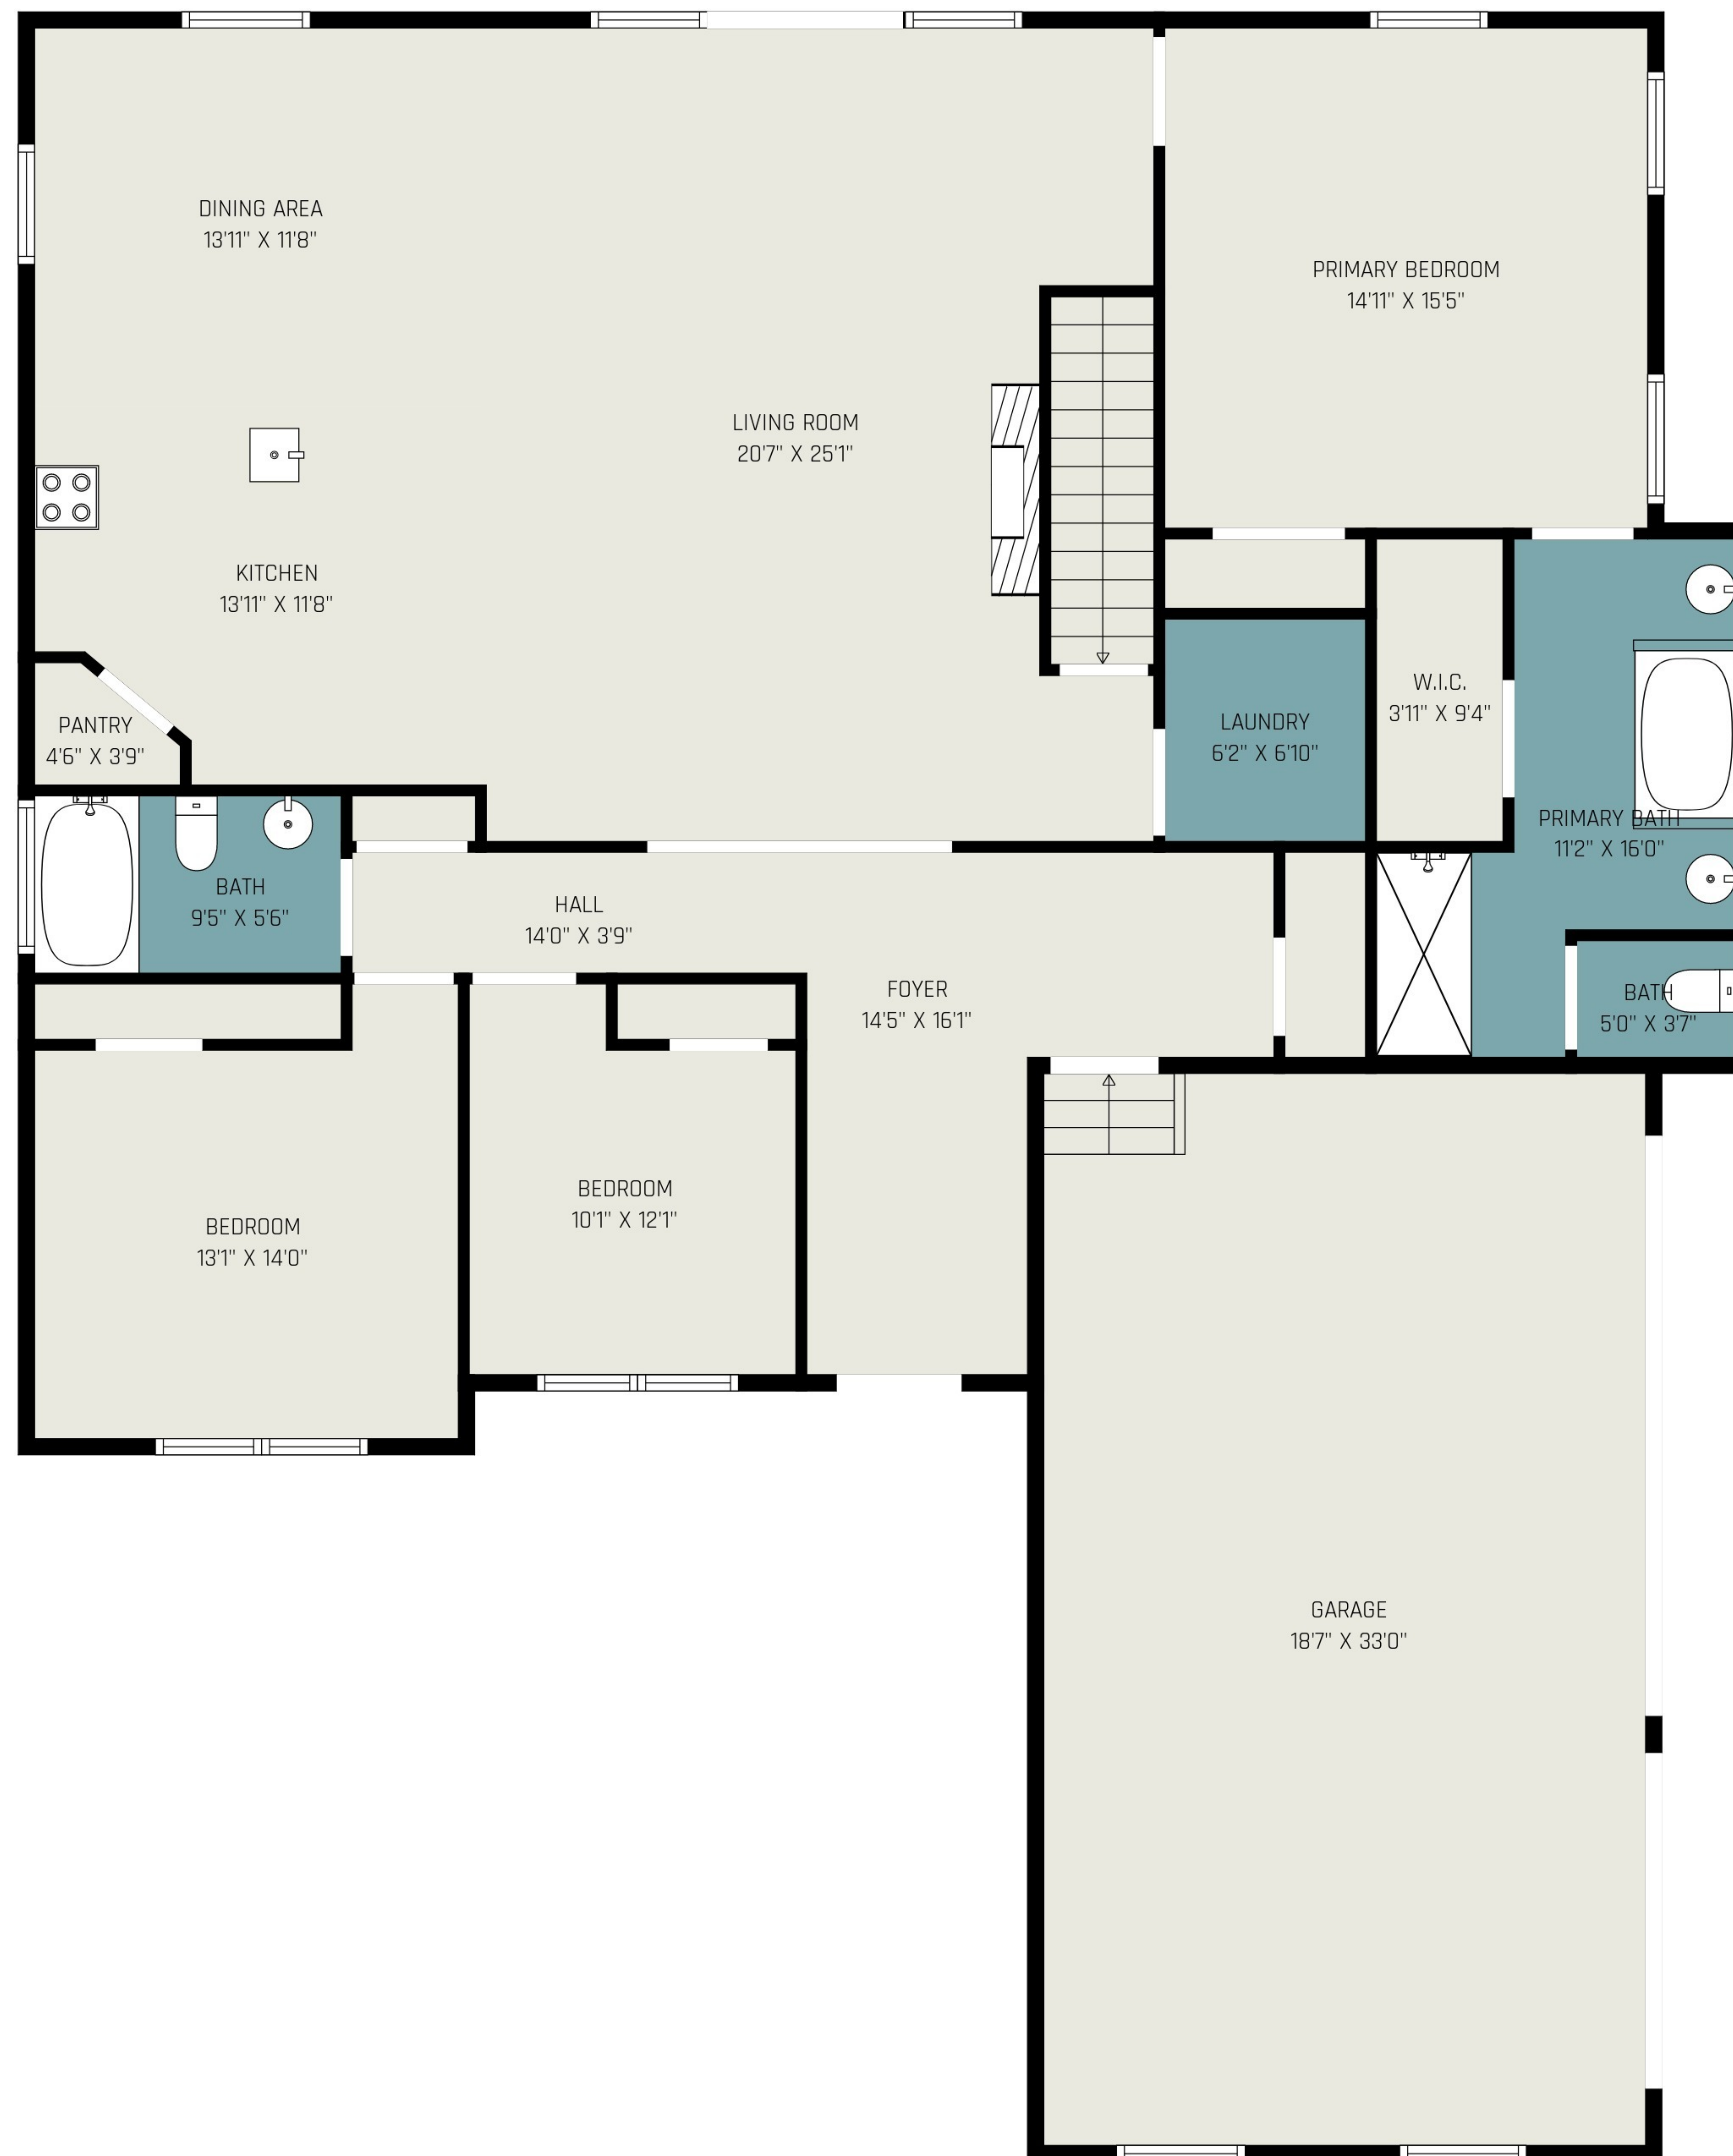 DINING AREA
13'11" X 11'8"
PRIMARY BEDROOM
14'11" X 15'5"
LIVING ROOM
20'7" X 25'1"
KITCHEN
13'11" X 11'8"
PANTRY
4'6" X 3'9"
LAUNDRY
6'2" X 6'10"
W.I.C.
3'11" X 9'4"
PRIMARY BATH
11'2" X 16'0"
BATH
9'5" X 5'6"
HALL
14'0" X 3'9"
FOYER
14'5" X 16'1"
BATH
5'0" X 3'7"
BEDROOM
13'1" X 14'0"
BEDROOM
10'1" X 12'1"
GARAGE
18'7" X 33'0"